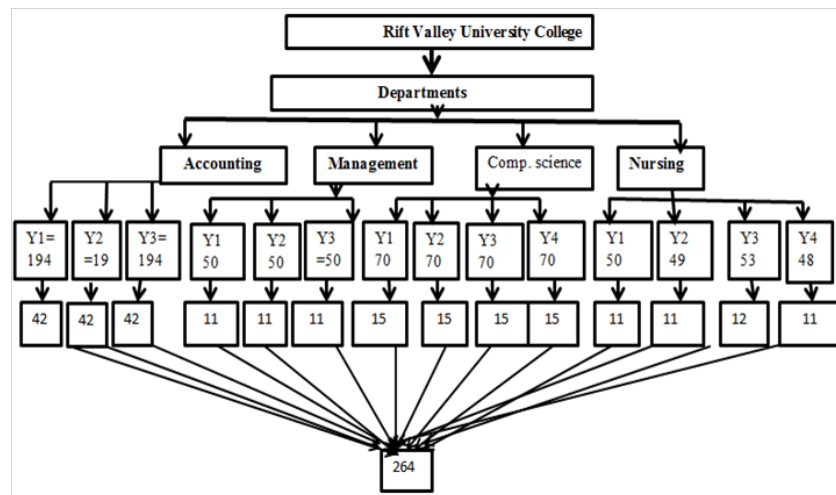 Rift Valley University College
Departments
Accounting
Management
Comp. science
Nursing
Y1=
194
Y2
=19
Y3=
194
Y1
50
Y2
50
Y3
=50
Y1
70
Y2
70
Y3
70
Y4
70
Y1
50
Y2
49
Y3
53
Y4
48
42
42
42
11
11
11
15
15
15
15
11
11
12
11
264